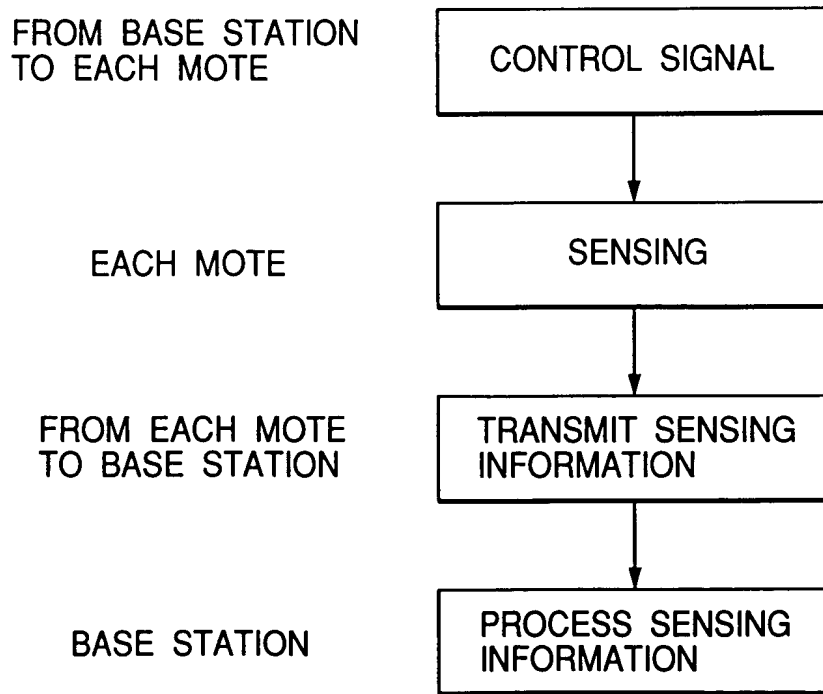 FROM BASE STATION
TO EACH MOTE
CONTROL SIGNAL
EACH MOTE
SENSING
FROM EACH MOTE
TO BASE STATION
TRANSMIT SENSING
INFORMATION
BASE STATION
PROCESS SENSING
INFORMATION